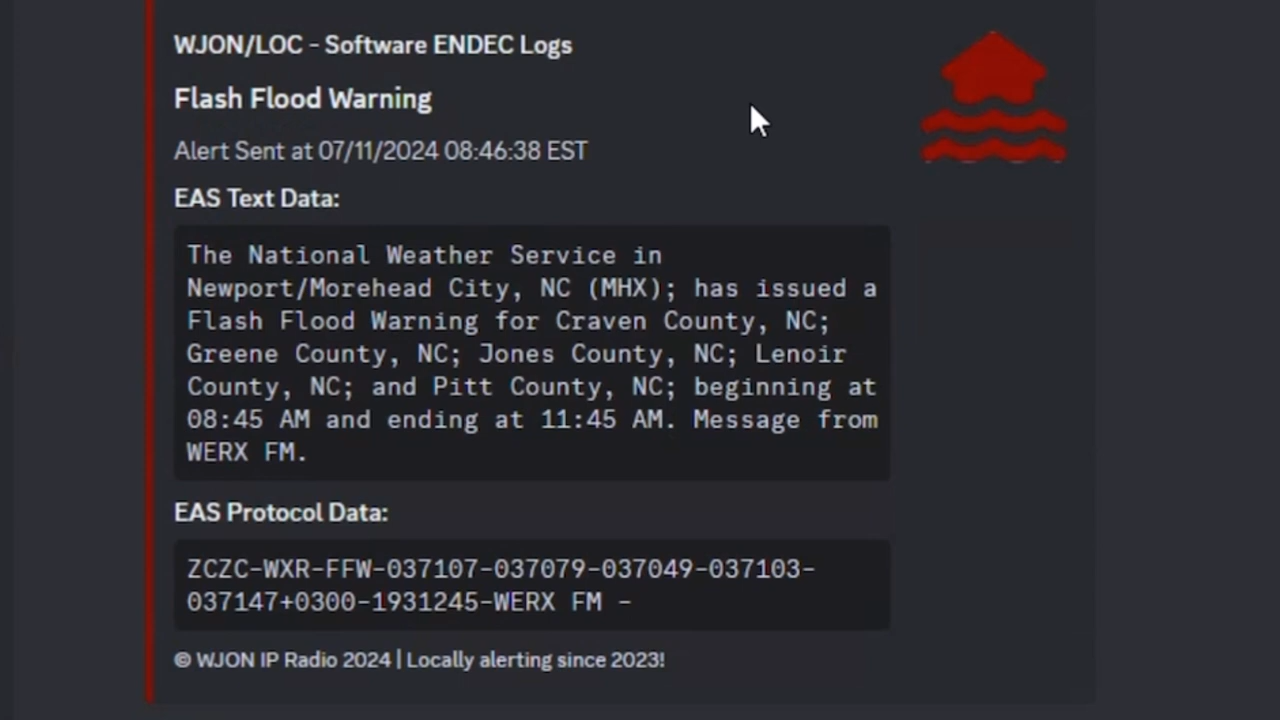 WJON/LOC - Software ENDEC Logs
Flash Flood Warning
Alert Sent at 07/11/2024 08:46:38 EST
EAS Text Data:
The National Weather Service in
Newport/Morehead City, NC (MHX); has issued a
Flash Flood Warning for Craven County, NC;
Greene County, NC; Jones County, NC; Lenoir
County, NC; and Pitt County, NC; beginning at
08:45 AM and ending at 11:45 AM. Message from
WERX FM.
EAS Protocol Data:
ZCZC-WXR-FFW-037107-037079-037049-037103-
037147+0300-1931245-WERX FM -
© WJON IP Radio 2024 | Locally alerting since 2023!